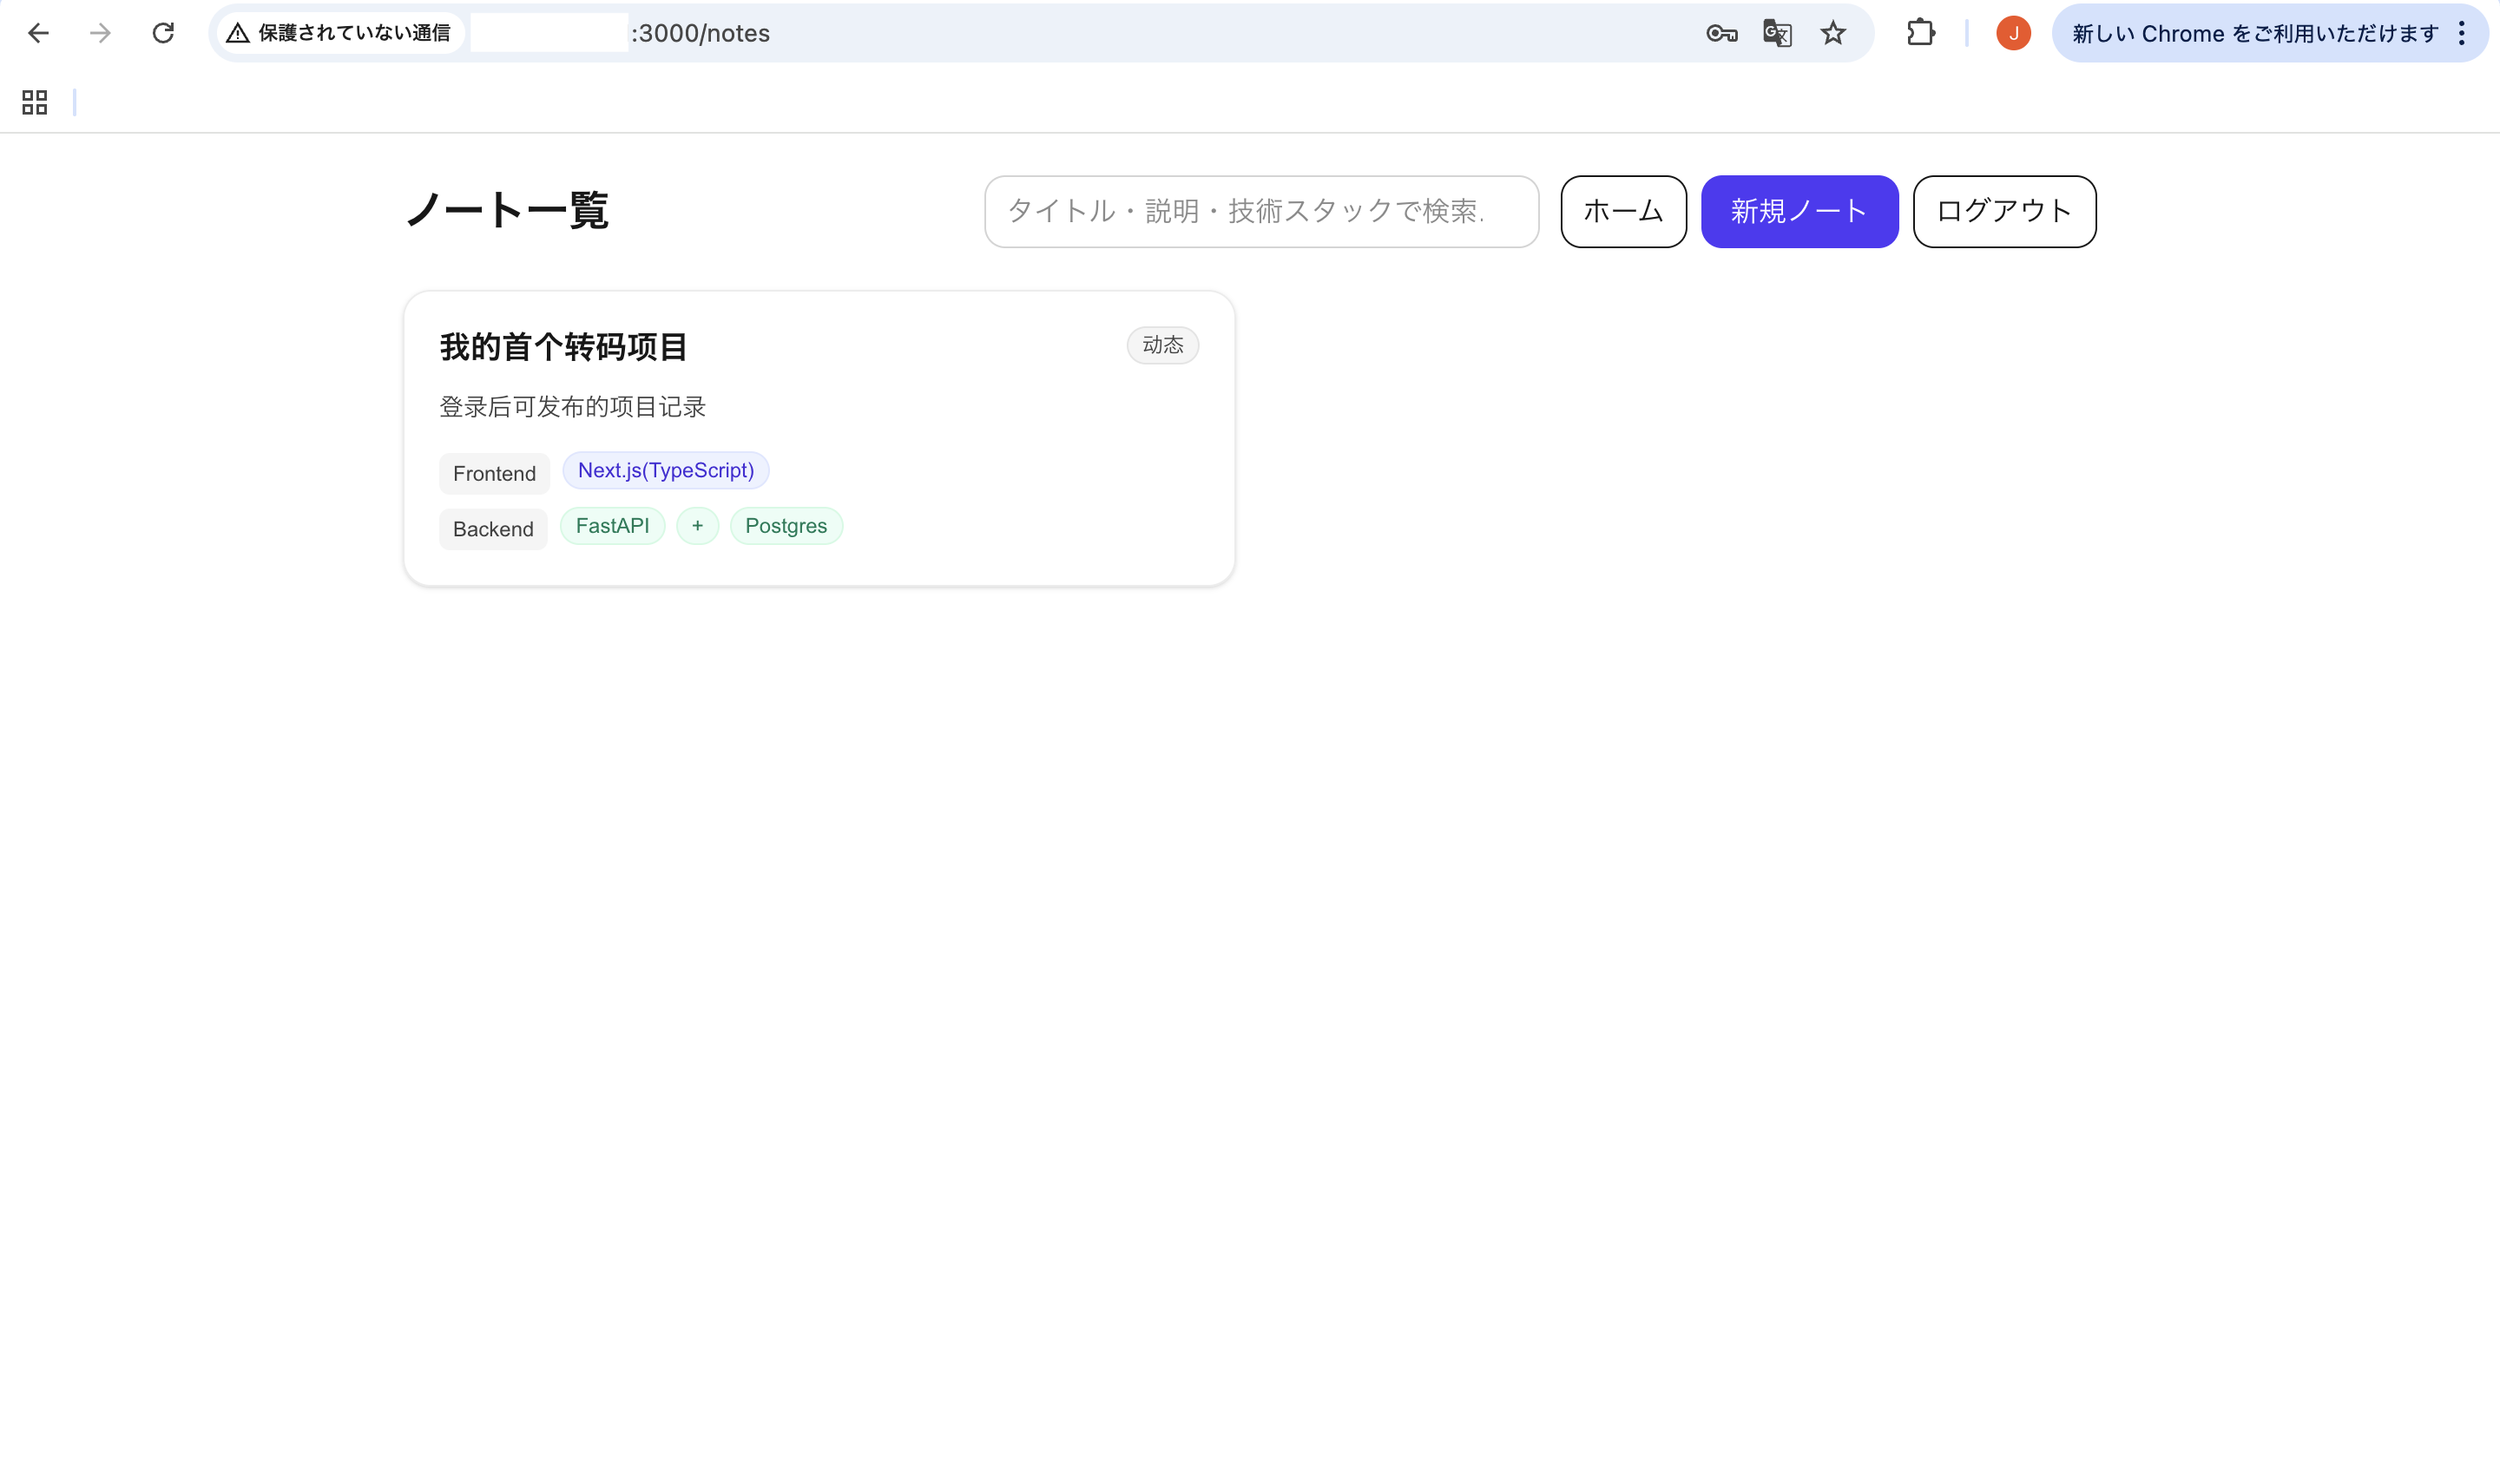 保護されていない通信 :3000/notes 新しい Chrome をご利用いただけます
J
ノート一覧 タイトル・説明・技術スタックで検索. ホーム 新規ノート ログアウト
我的首个转码项目 动态
登录后可发布的项目记录
Frontend Next.js(TypeScript)
Backend FastAPI + Postgres